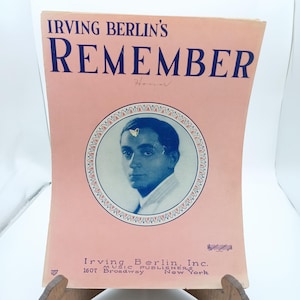 IRVING BERLIN'S
REMEMBER
Irving Berlin, Inc.
MUSIC PUBLISHERS
1607 Broadway New York